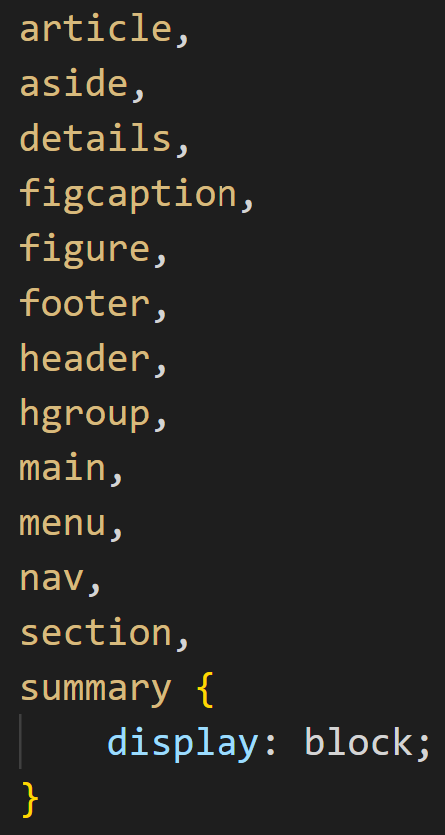 article,
aside,
details,
figcaption,
figure,
footer,
header,
hgroup,
main,
menu,
nav,
section,
summary {
    display: block;
}